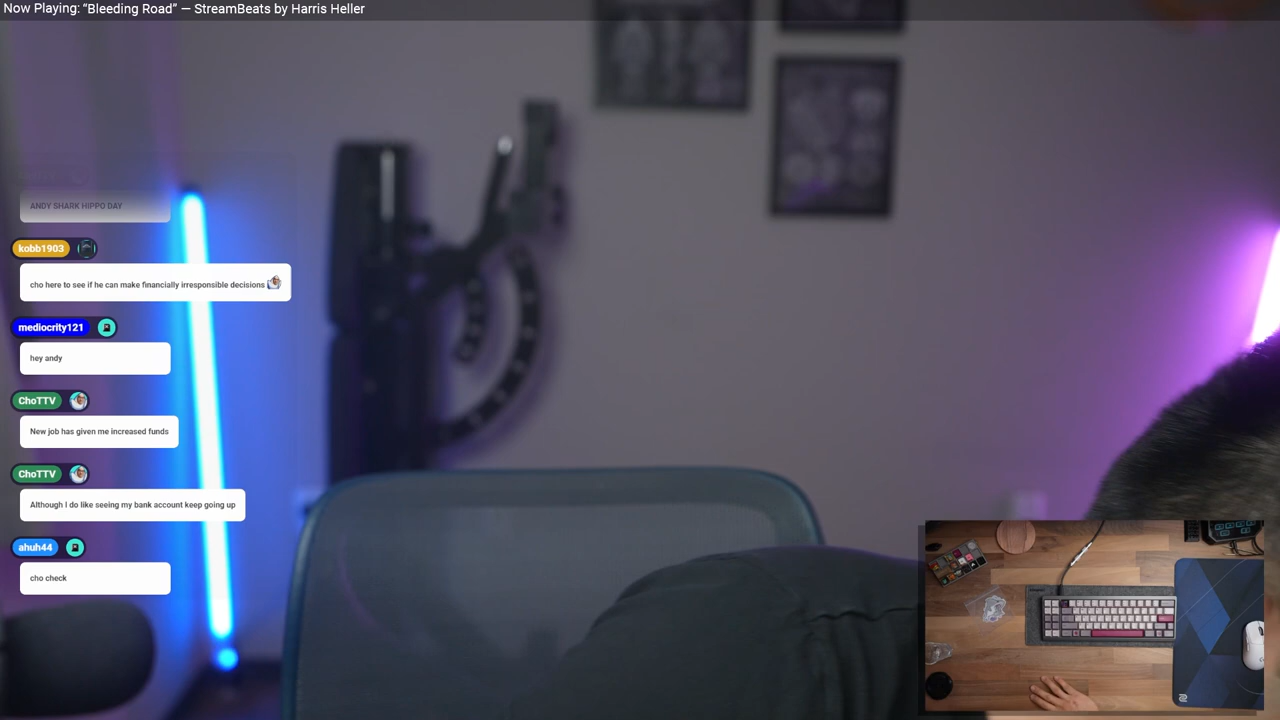 Now Playing: “Bleeding Road” — StreamBeats by Harris Heller
ANDY SHARK HIPPO DAY
kobb1903
cho here to see if he can make financially irresponsible decisions
mediocrity121
hey andy
ChoTTV
New job has given me increased funds
ChoTTV
Although I do like seeing my bank account keep going up
ahuh44
cho check